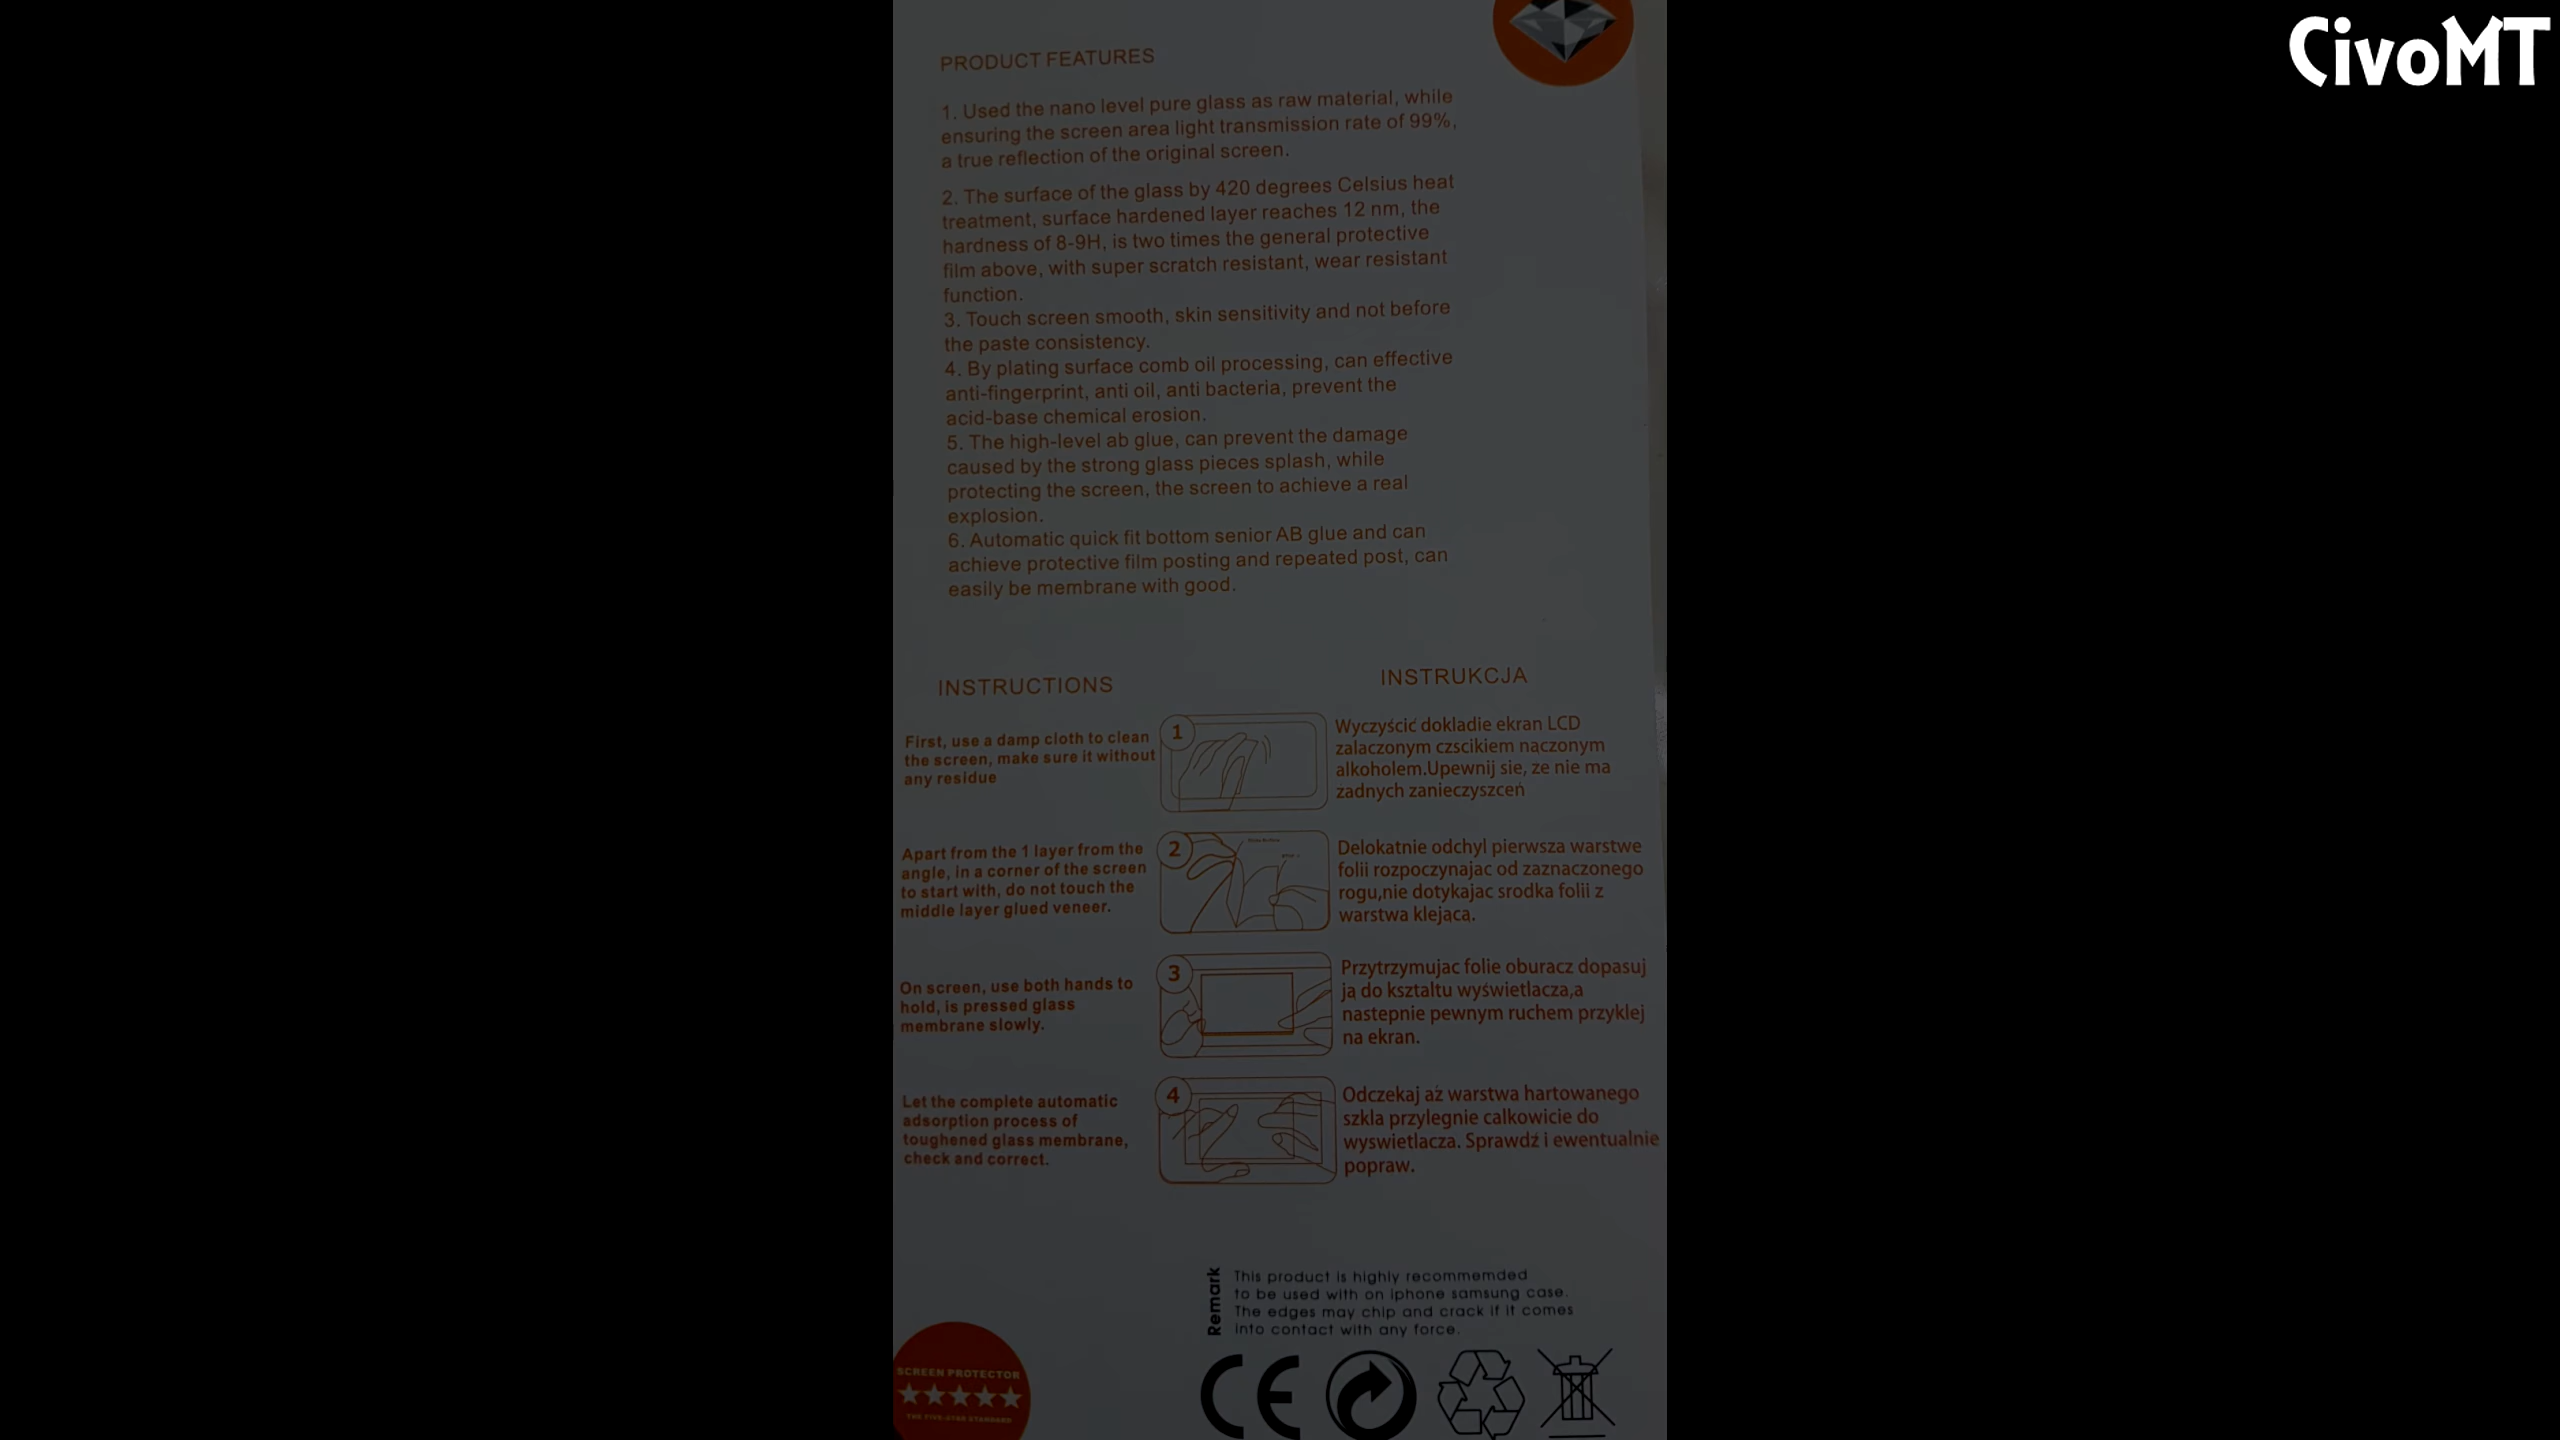 CivoMT
PRODUCT FEATURES
1. Used the nano level pure glass as raw material, while
ensuring the screen area light transmission rate of 99%,
a true reflection of the original screen.
2. The surface of the glass by 420 degrees Celsius heat
treatment, surface hardened layer reaches 12 nm, the
hardness of 8-9H, is two times the general protective
film above, with super scratch resistant, wear resistant
function.
3. Touch screen smooth, skin sensitivity and not before
the paste consistency.
4. By plating surface comb oil processing, can effective
anti-fingerprint, anti oil, anti bacteria, prevent the
acid-base chemical erosion.
5. The high-level ab glue, can prevent the damage
caused by the strong glass pieces splash, while
protecting the screen, the screen to achieve a real
explosion.
6. Automatic quick fit bottom senior AB glue and can
achieve protective film posting and repeated post, can
easily be membrane with good.
INSTRUCTIONS
First, use a damp cloth to clean
the screen, make sure it without
any residue
Apart from the 1 layer from the
angle, in a corner of the screen
to start with, do not touch the
middle layer glued veneer.
On screen, use both hands to
hold, is pressed glass
membrane slowly.
Let the complete automatic
adsorption process of
toughened glass membrane,
check and correct.
1
2
3
4
INSTRUKCJA
Wyczyścić dokladie ekran LCD
zalaczonym czscikiem nączonym
alkoholem.Upewnij sie, że nie ma
żadnych zanieczyszceń
Delokatnie odchyl pierwsza warstwe
folii rozpoczynajac od zaznaczonego
rogu,nie dotykajac srodka folii z
warstwa klejącą.
Przytrzymujac folie oburacz dopasuj
ją do ksztaltu wyświetlacza,a
nastepnie pewnym ruchem przyklej
na ekran.
Odczekaj aż warstwa hartowanego
szkla przylegnie calkowicie do
wyswietlacza. Sprawdź i ewentualnie
popraw.
Remark
This product is highly recommemded
to be used with on iphone samsung case.
The edges may chip and crack if it comes
into contact with any force.
SCREEN PROTECTOR
THE FIVE-STAR STANDARD
CE